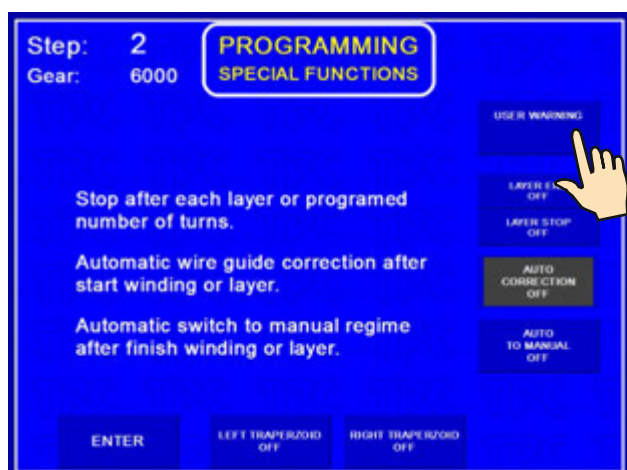 Step: 2
Gear: 6000
PROGRAMMING
SPECIAL FUNCTIONS
USER WARNING
LAYER
OFF
LAYER STOP
OFF
Stop after each layer or programed
number of turns.
Automatic wire guide correction after
start winding or layer.
AUTO
CORRECTION
OFF
Automatic switch to manual regime
after finish winding or layer.
AUTO
TO MANUAL
OFF
ENTER
LEFT TRAPERZOID
OFF
RIGHT TRAPERZOID
OFF